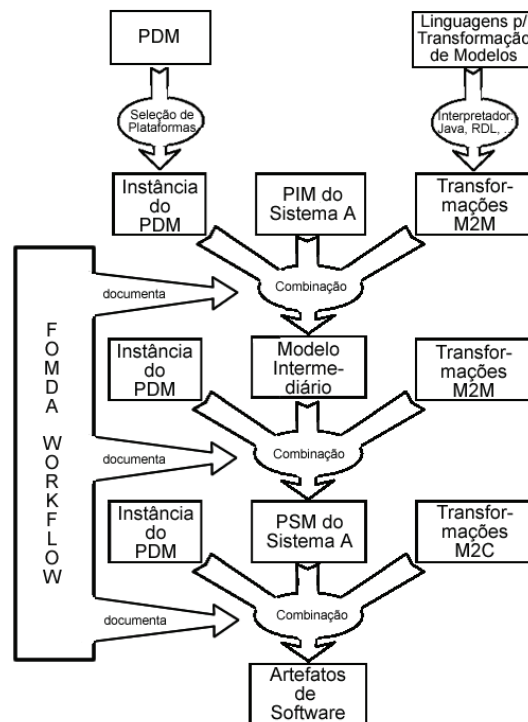 PDM
Linguagens p/
Transformação
de Modelos
Seleção de
Plataformas
Interpretador:
Java, RDL, ...
Instância
do
PDM
PIM do
Sistema A
Transfor-
mações
M2M
documenta
Combinação
Instância
do
PDM
Modelo
Interme-
diário
Transfor-
mações
M2M
FOMDA WORKFLOW
documenta
Combinação
Instância
do
PDM
PSM do
Sistema A
Transfor-
mações
M2C
documenta
Combinação
Artefatos
de
Software